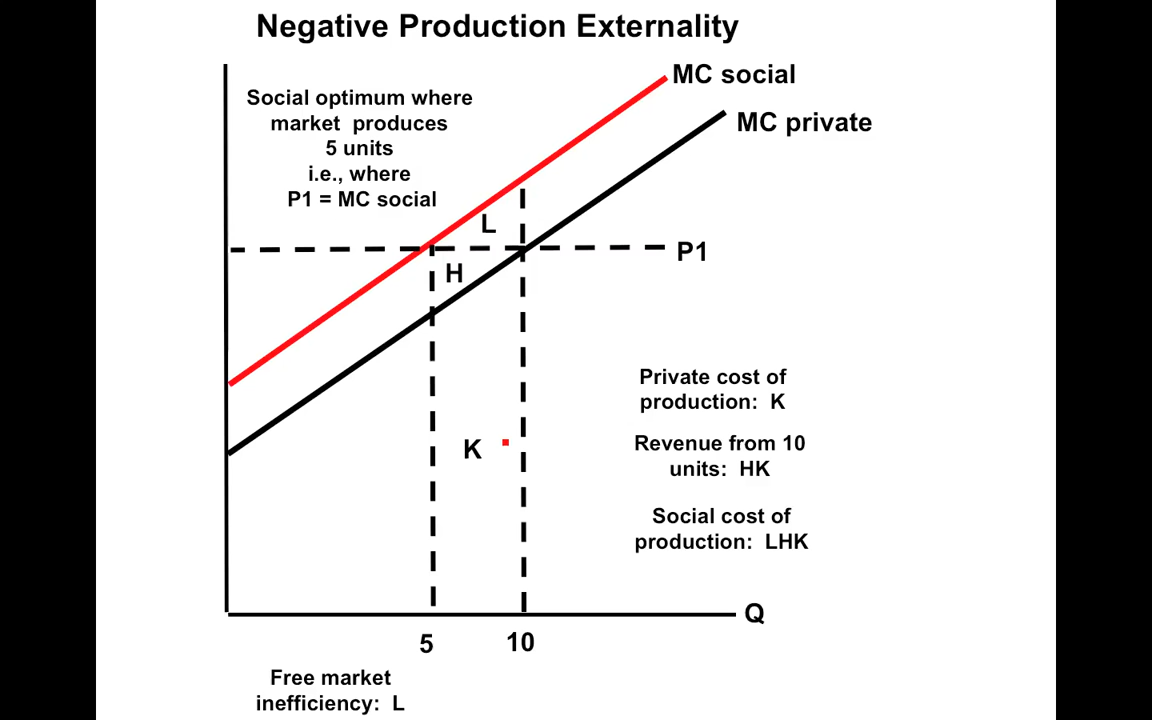 Negative Production Externality
MC social
MC private
Social optimum where
market produces
5 units
i.e., where
P1 = MC social
L
P1
H
Private cost of
production: K
K
Revenue from 10
units: HK
Social cost of
production: LHK
Q
5
10
Free market
inefficiency: L